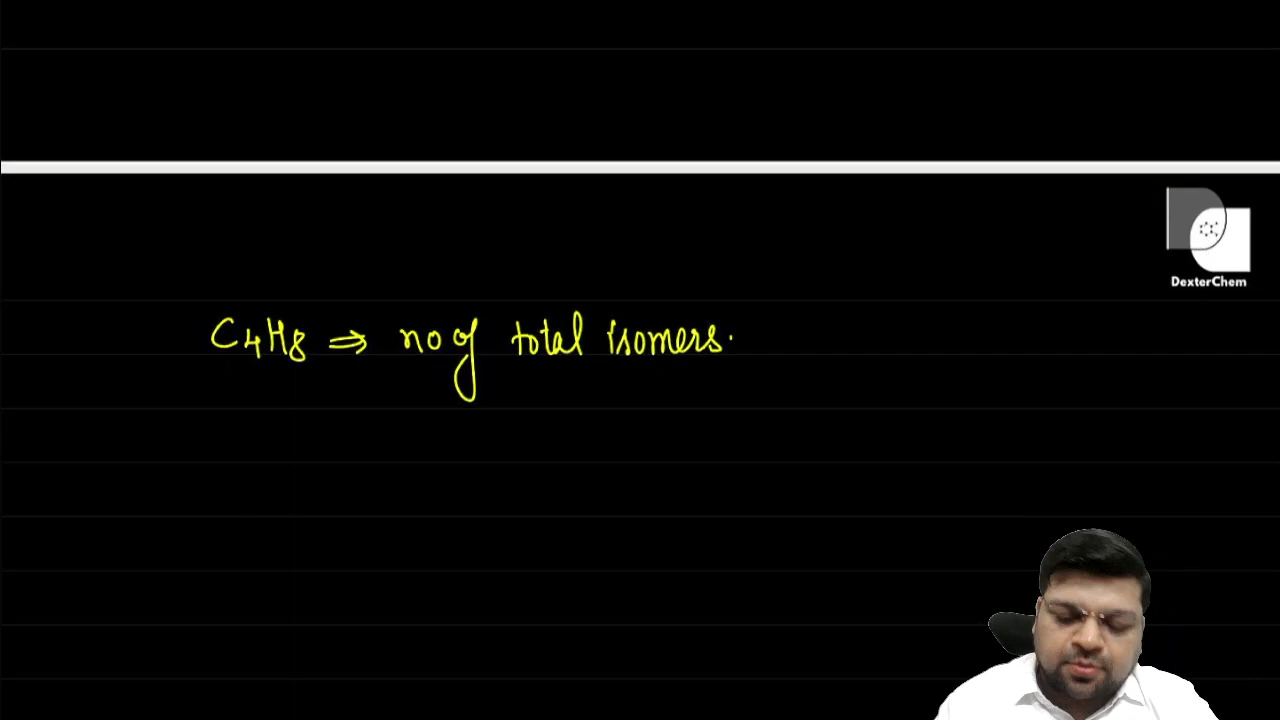 DexterChem
C4H8 ⇒ no of total isomers.